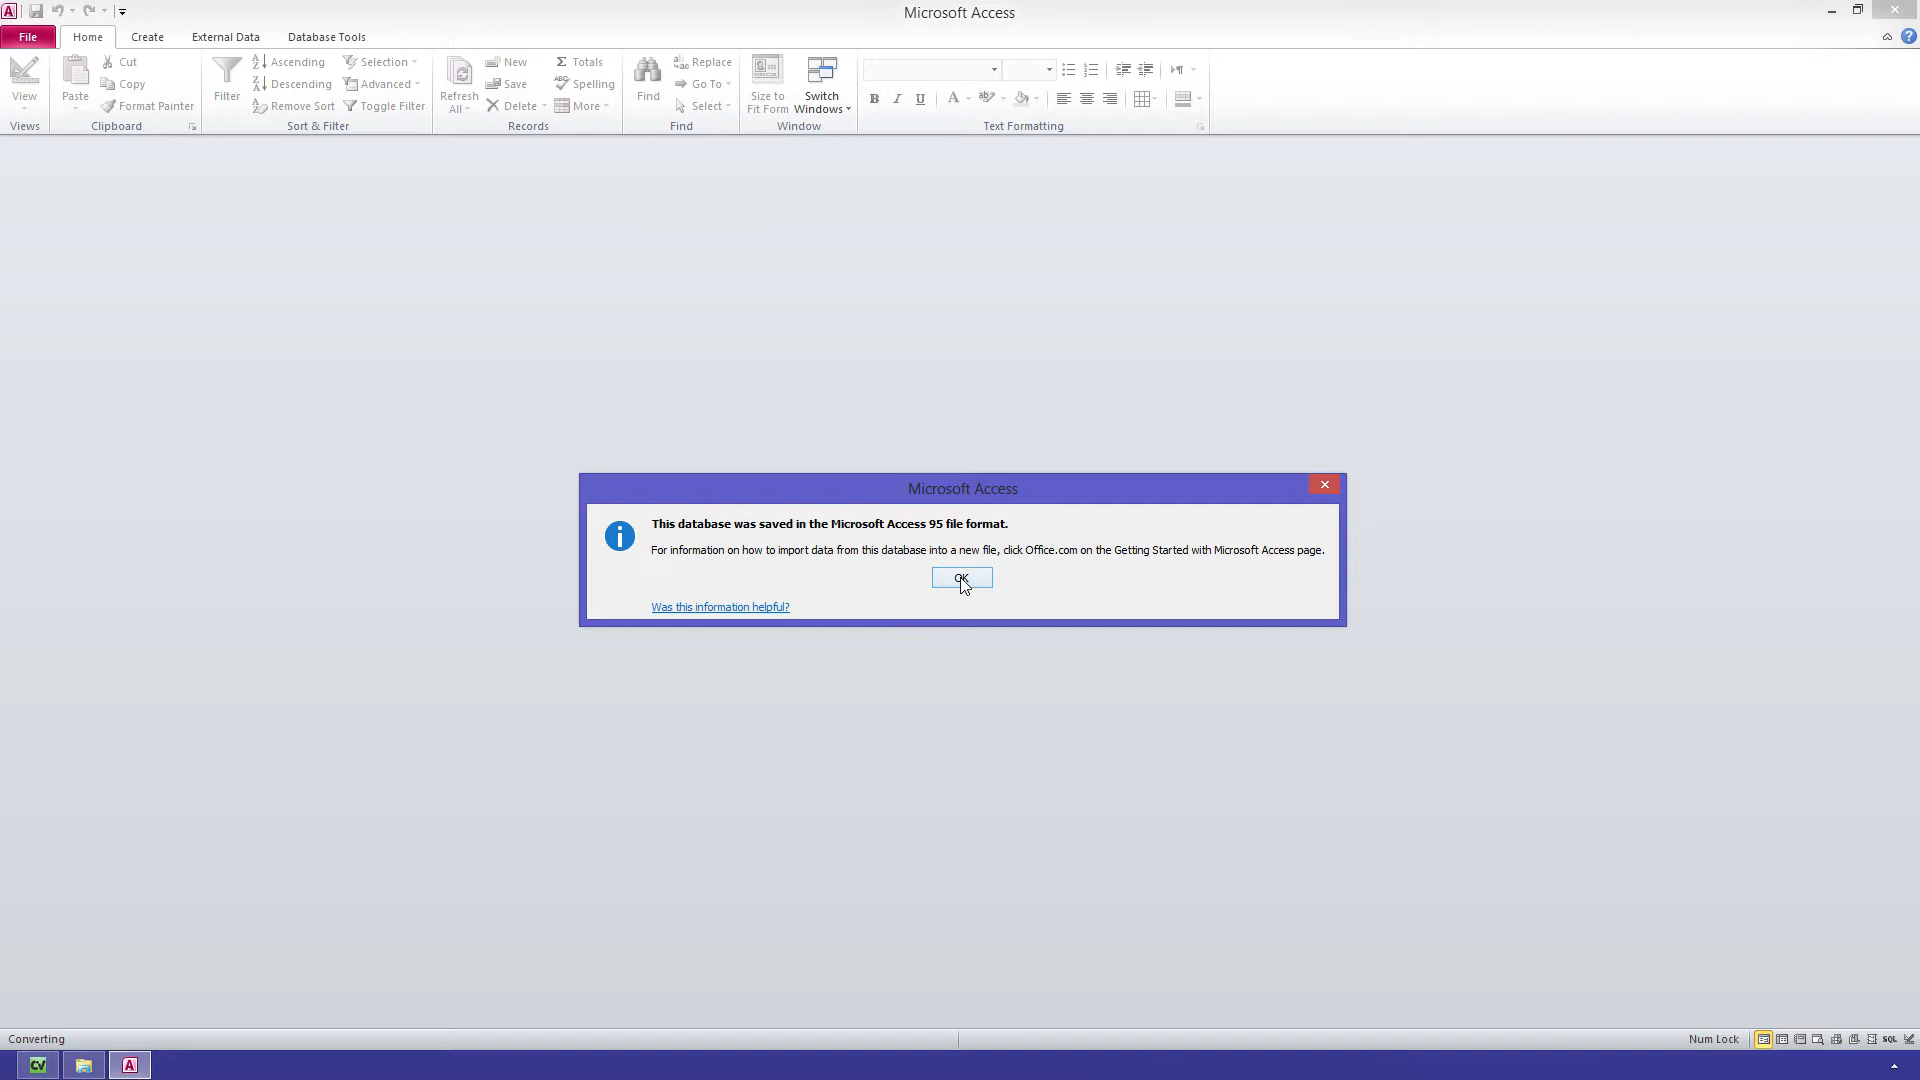 Microsoft Access
File Home Create External Data Database Tools
Cut Ascending Selection New Totals Replace
Copy Descending Advanced Save Spelling Go To
View Paste Format Painter Filter Remove Sort Toggle Filter Refresh All Delete More Find Select Size to Fit Form Switch Windows
B I U A ab
Views Clipboard Sort & Filter Records Find Window Text Formatting
Microsoft Access
This database was saved in the Microsoft Access 95 file format.
For information on how to import data from this database into a new file, click Office.com on the Getting Started with Microsoft Access page.
OK
Was this information helpful?
Converting Num Lock SQL
CV A